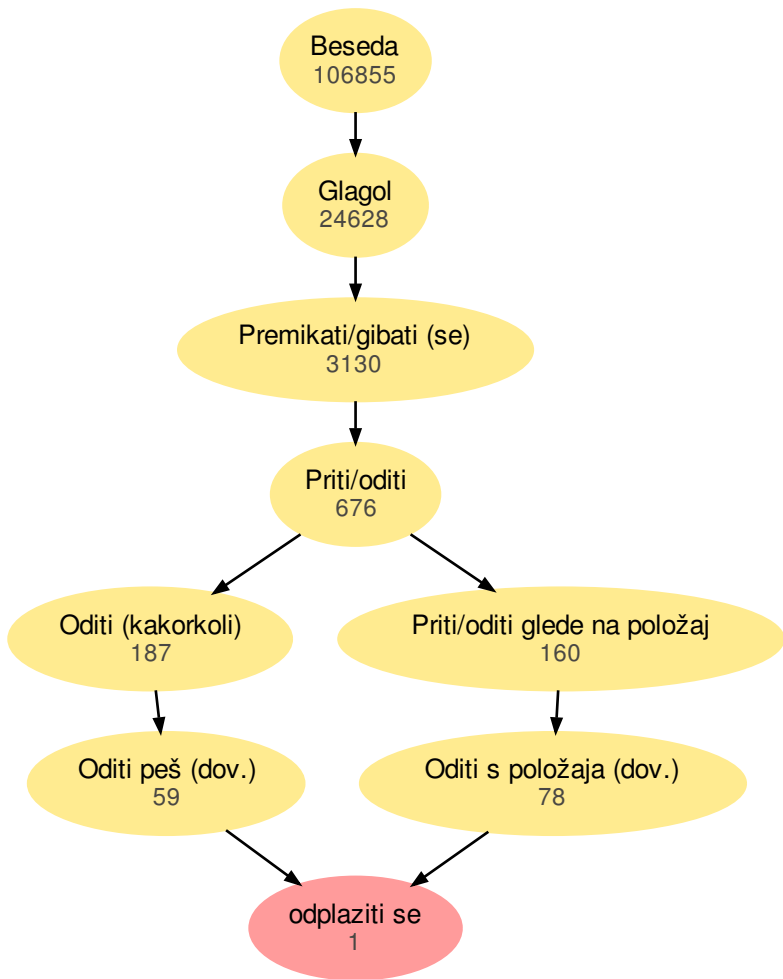 Beseda
106855
Glagol
24628
Premikati/gibati (se)
3130
Priti/oditi
676
Oditi (kakorkoli)
187
Priti/oditi glede na položaj
160
Oditi peš (dov.)
59
Oditi s položaja (dov.)
78
odplaziti se
1